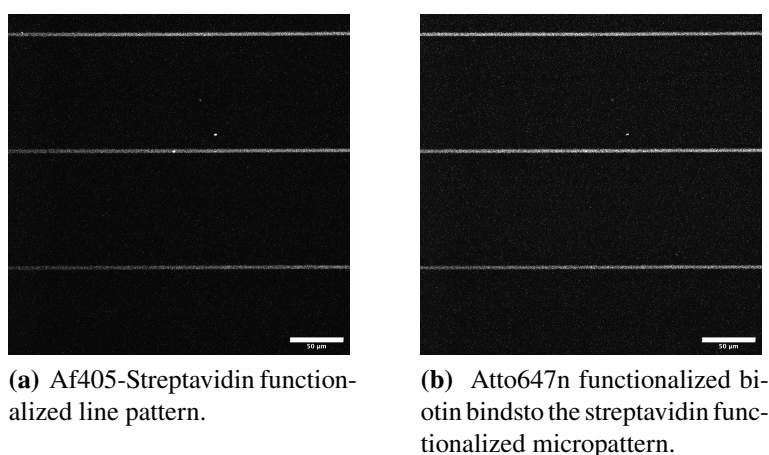 50 µm
50 µm
(a) Af405-Streptavidin function-
alized line pattern.
(b) Atto647n functionalized bi-
otin bindsto the streptavidin func-
tionalized micropattern.